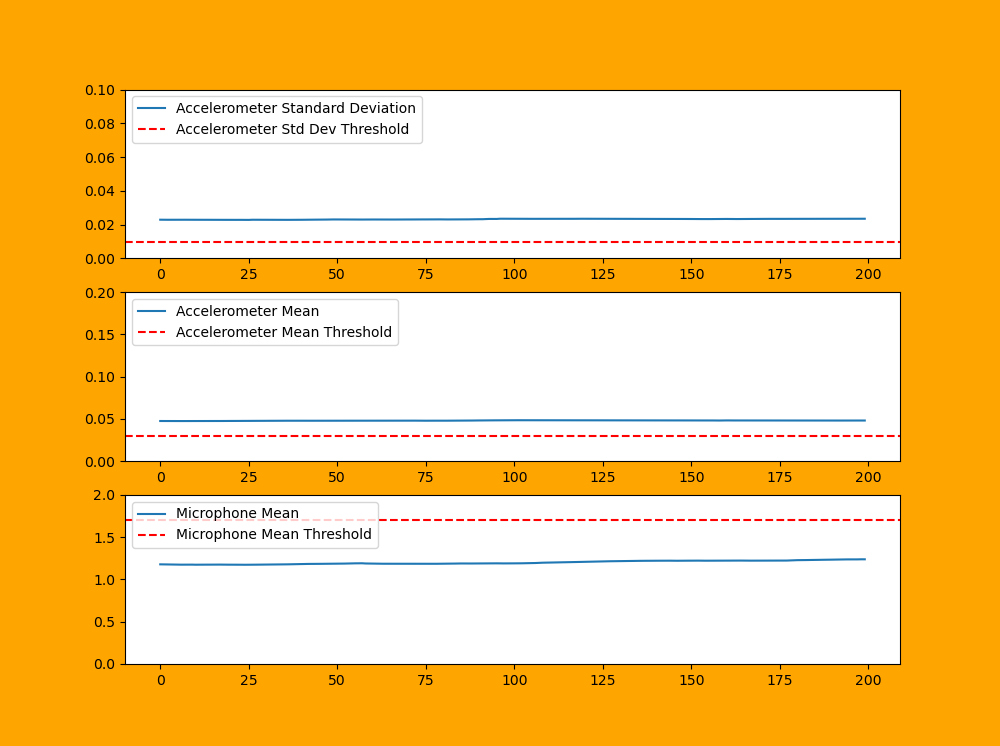 0.10
Accelerometer Standard Deviation
0.08
Accelerometer Std Dev Threshold
0.06
0.04
0.02
0.00
0 25 50 75 100 125 150 175 200
0.20
Accelerometer Mean
Accelerometer Mean Threshold
0.15
0.10
0.05
0.00
0 25 50 75 100 125 150 175 200
2.0
Microphone Mean
Microphone Mean Threshold
1.5
1.0
0.5
0.0
0 25 50 75 100 125 150 175 200